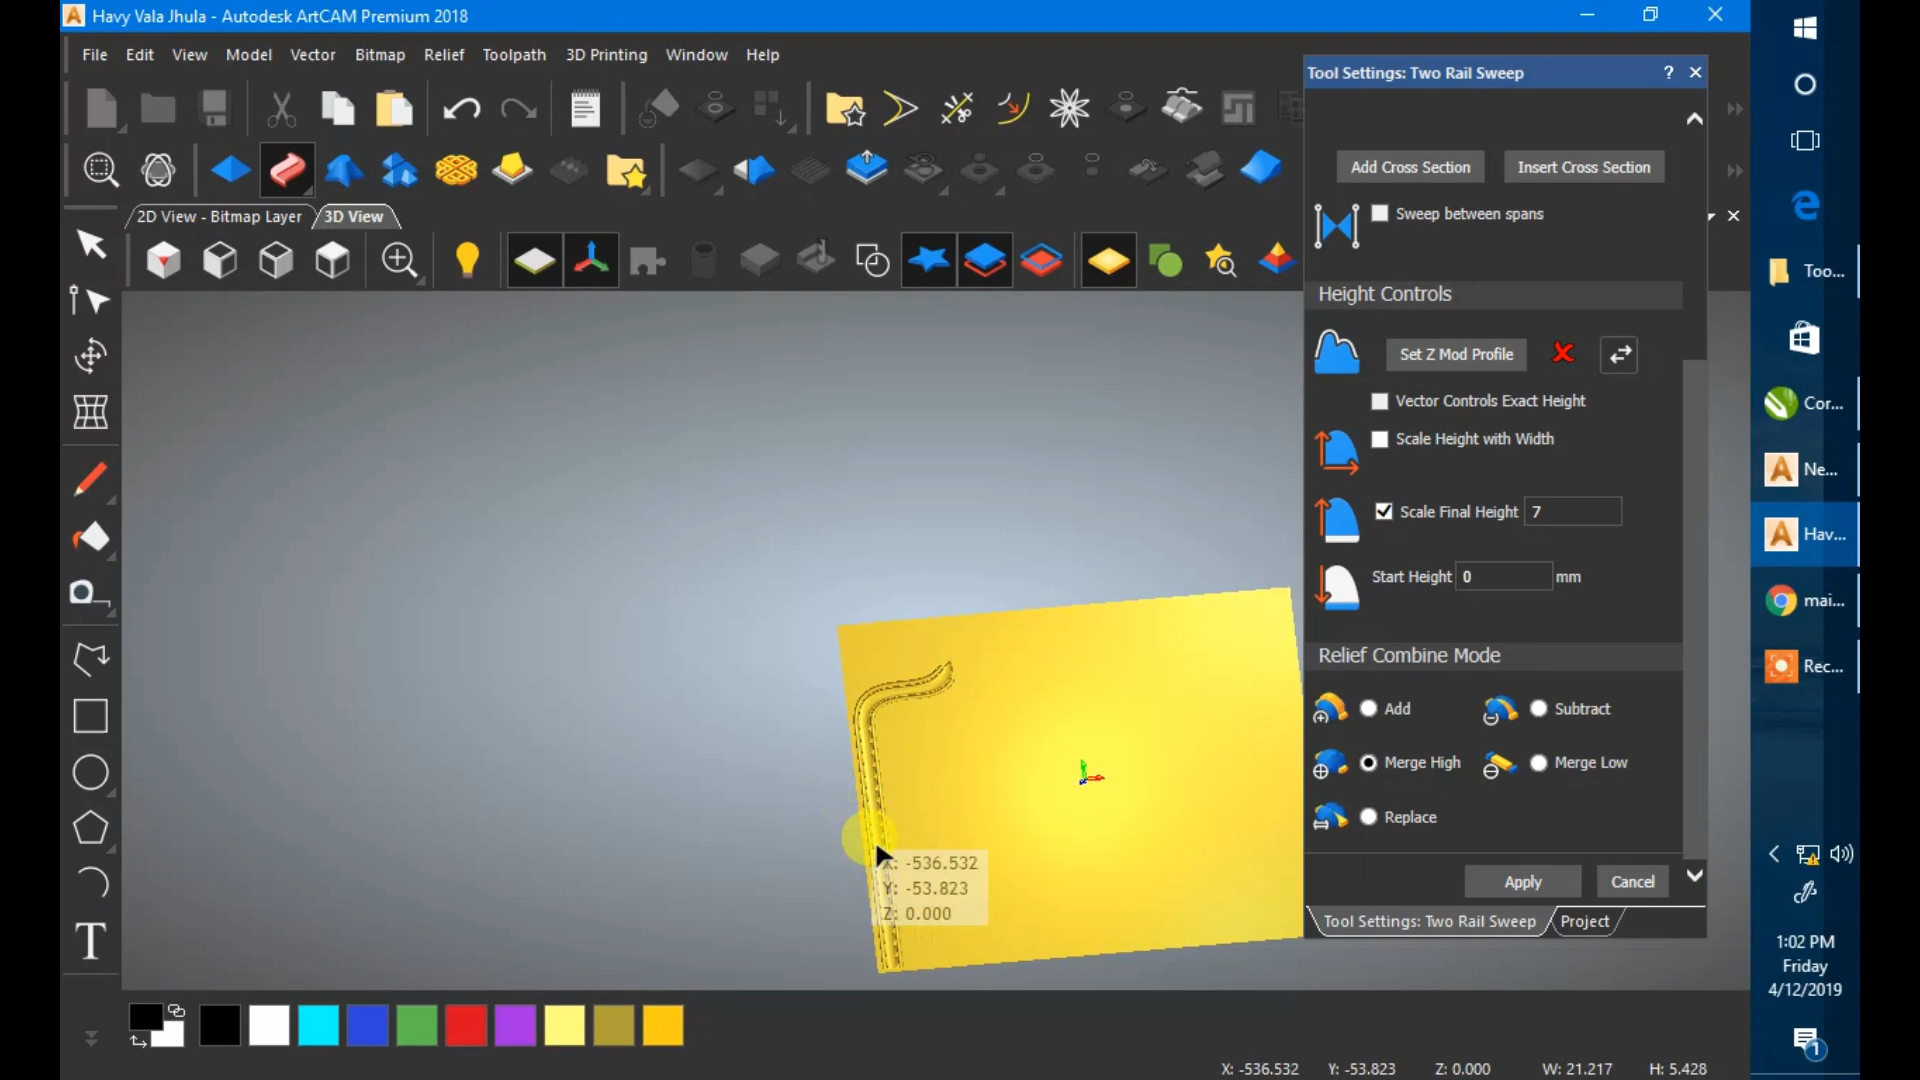 Havy Vala Jhula - Autodesk ArtCAM Premium 2018
File Edit View Model Vector Bitmap Relief Toolpath 3D Printing Window Help
Tool Settings: Two Rail Sweep
Add Cross Section Insert Cross Section
Sweep between spans
2D View - Bitmap Layer 3D View
Height Controls
Set Z Mod Profile
Vector Controls Exact Height
Scale Height with Width
Scale Final Height 7
Start Height 0 mm
Relief Combine Mode
Add Subtract
Merge High Merge Low
Replace
Apply Cancel
Tool Settings: Two Rail Sweep Project
X: -536.532
Y: -53.823
Z: 0.000
T
X: -536.532 Y: -53.823 Z: 0.000 W: 21.217 H: 5.428
Too...
Cor...
Ne...
Hav...
mai...
Rec...
1:02 PM
Friday
4/12/2019
1